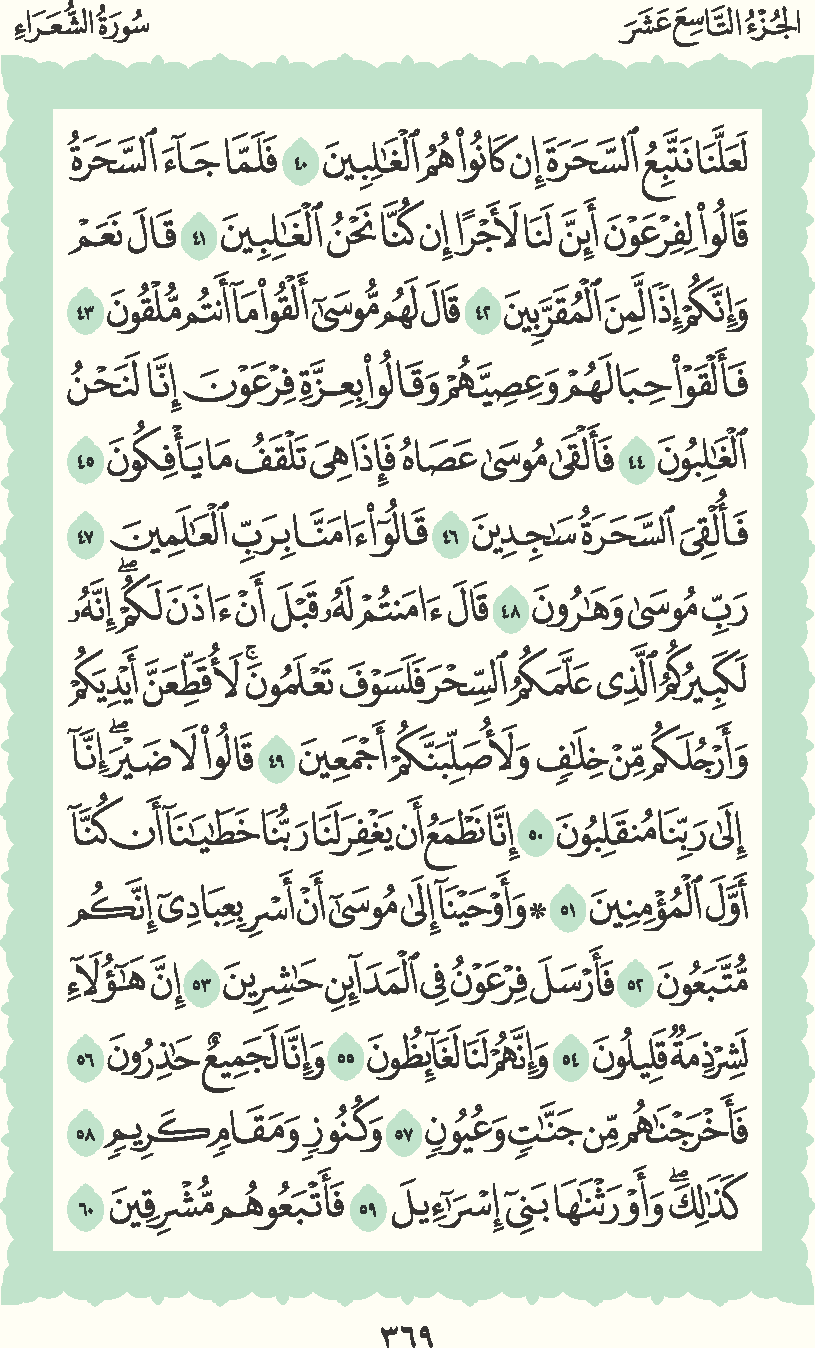 الجُزْءُ التَّاسِعَ عَشَرَ
سُورَةُ الشُّعَرَاءِ
لَعَلَّنَا نَتَّبِعُ ٱلسَّحَرَةَ إِن كَانُوا۟ هُمُ ٱلْغَـٰلِبِينَ ٤٠ فَلَمَّا جَآءَ ٱلسَّحَرَةُ
قَالُوا۟ لِفِرْعَوْنَ أَئِنَّ لَنَا لَأَجْرًا إِن كُنَّا نَحْنُ ٱلْغَـٰلِبِينَ ٤١ قَالَ نَعَمْ
وَإِنَّكُمْ إِذًا لَّمِنَ ٱلْمُقَرَّبِينَ ٤٢ قَالَ لَهُم مُّوسَىٰٓ أَلْقُوا۟ مَآ أَنتُم مُّلْقُونَ ٤٣
فَأَلْقَوْا۟ حِبَالَهُمْ وَعِصِيَّهُمْ وَقَالُوا۟ بِعِزَّةِ فِرْعَوْنَ إِنَّا لَنَحْنُ
ٱلْغَـٰلِبُونَ ٤٤ فَأَلْقَىٰ مُوسَىٰ عَصَاهُ فَإِذَا هِىَ تَلْقَفُ مَا يَأْفِكُونَ ٤٥
فَأُلْقِىَ ٱلسَّحَرَةُ سَـٰجِدِينَ ٤٦ قَالُوٓا۟ ءَامَنَّا بِرَبِّ ٱلْعَـٰلَمِينَ ٤٧
رَبِّ مُوسَىٰ وَهَـٰرُونَ ٤٨ قَالَ ءَامَنتُمْ لَهُۥ قَبْلَ أَنْ ءَاذَنَ لَكُمْ ۖ إِنَّهُۥ
لَكَبِيرُكُمُ ٱلَّذِى عَلَّمَكُمُ ٱلسِّحْرَ فَلَسَوْفَ تَعْلَمُونَ ۚ لَأُقَطِّعَنَّ أَيْدِيَكُمْ
وَأَرْجُلَكُم مِّنْ خِلَـٰفٍ وَلَأُصَلِّبَنَّكُمْ أَجْمَعِينَ ٤٩ قَالُوا۟ لَا ضَيْرَ ۖ إِنَّآ
إِلَىٰ رَبِّنَا مُنقَلِبُونَ ٥٠ إِنَّا نَطْمَعُ أَن يَغْفِرَ لَنَا رَبُّنَا خَطَـٰيَـٰنَآ أَن كُنَّآ
أَوَّلَ ٱلْمُؤْمِنِينَ ٥١ * وَأَوْحَيْنَآ إِلَىٰ مُوسَىٰٓ أَنْ أَسْرِ بِعِبَادِىٓ إِنَّكُم
مُّتَّبَعُونَ ٥٢ فَأَرْسَلَ فِرْعَوْنُ فِى ٱلْمَدَآئِنِ حَـٰشِرِينَ ٥٣ إِنَّ هَـٰٓؤُلَآءِ
لَشِرْذِمَةٌ قَلِيلُونَ ٥٤ وَإِنَّهُمْ لَنَا لَغَآئِظُونَ ٥٥ وَإِنَّا لَجَمِيعٌ حَـٰذِرُونَ ٥٦
فَأَخْرَجْنَـٰهُم مِّن جَنَّـٰتٍ وَعُيُونٍ ٥٧ وَكُنُوزٍ وَمَقَامٍ كَرِيمٍ ٥٨
كَذَٰلِكَ ۖ وَأَوْرَثْنَـٰهَا بَنِىٓ إِسْرَٰٓءِيلَ ٥٩ فَأَتْبَعُوهُم مُّشْرِقِينَ ٦٠
٣٦٩